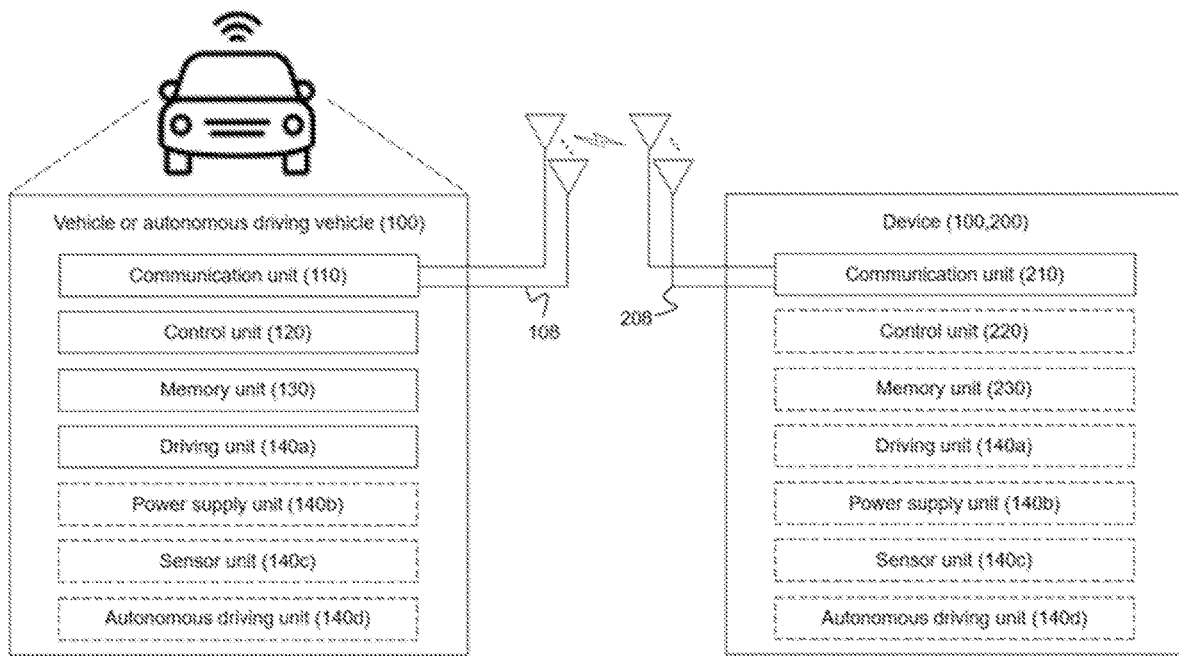 Vehicle or autonomous driving vehicle (100)
Communication unit (110)
Control unit (120)
Memory unit (130)
Driving unit (140a)
Power supply unit (140b)
Sensor unit (140c)
Autonomous driving unit (140d)
108
208
Device (100,200)
Communication unit (210)
Control unit (220)
Memory unit (230)
Driving unit (140a)
Power supply unit (140b)
Sensor unit (140c)
Autonomous driving unit (140d)